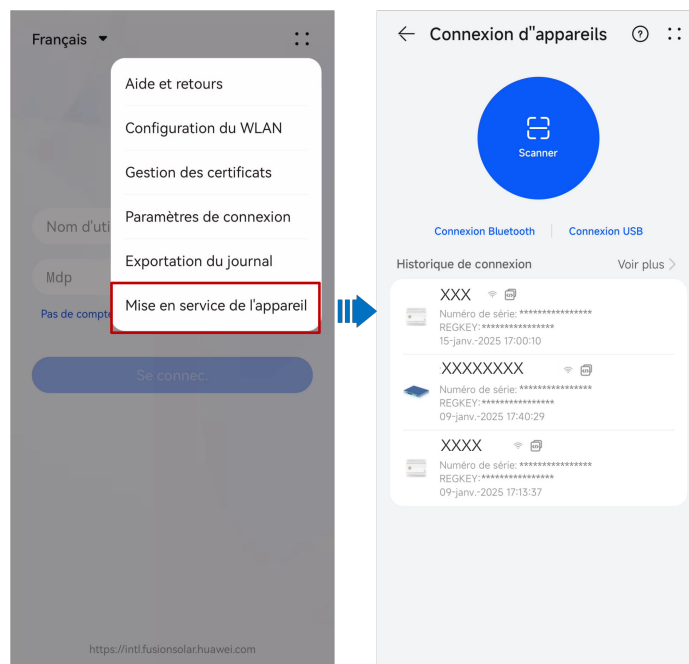 Français
Aide et retours
Configuration du WLAN
Gestion des certificats
Paramètres de connexion
Exportation du journal
Mise en service de l'appareil
Nom d'uti
Mdp
Pas de compte
Se connec.
https://intl.fusionsolar.huawei.com
Connexion d"appareils
Scanner
Connexion Bluetooth
Connexion USB
Historique de connexion
Voir plus
XXX
Numéro de série: ****************
REGKEY:****************
15-janv.-2025 17:00:10
XXXXXXXX
Numéro de série: ****************
REGKEY:****************
09-janv.-2025 17:40:29
XXXX
Numéro de série: ****************
REGKEY:****************
09-janv.-2025 17:13:37